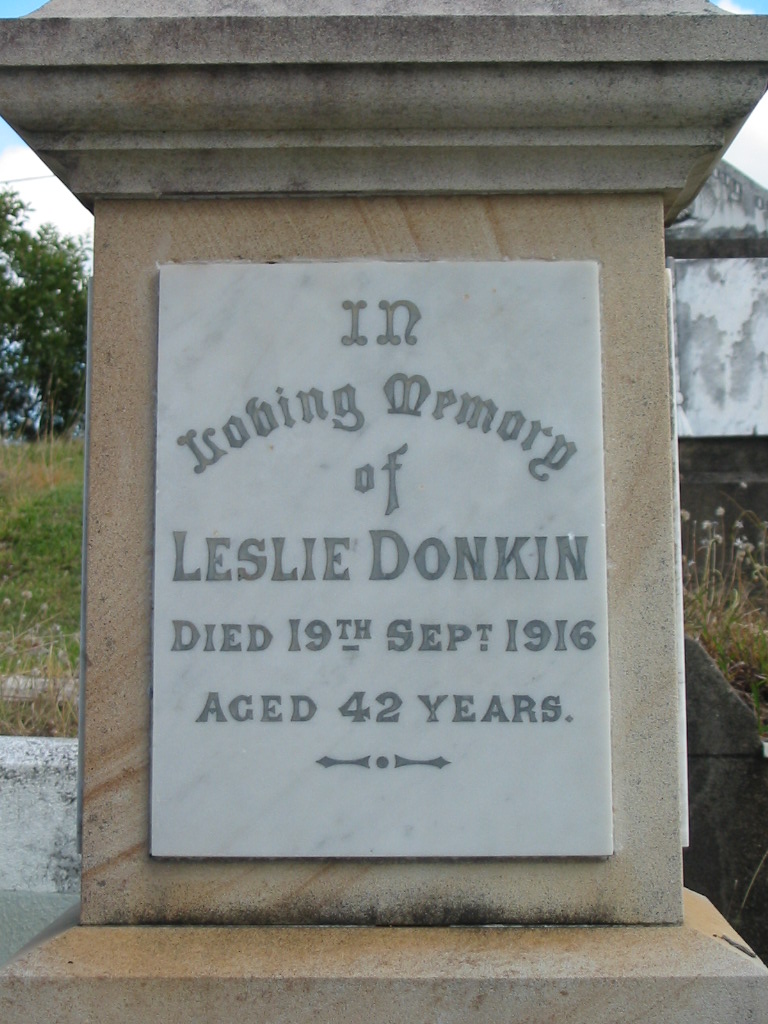 In
Loving Memory
of
LESLIE DONKIN
DIED 19TH SEPT. 1916
AGED 42 YEARS.